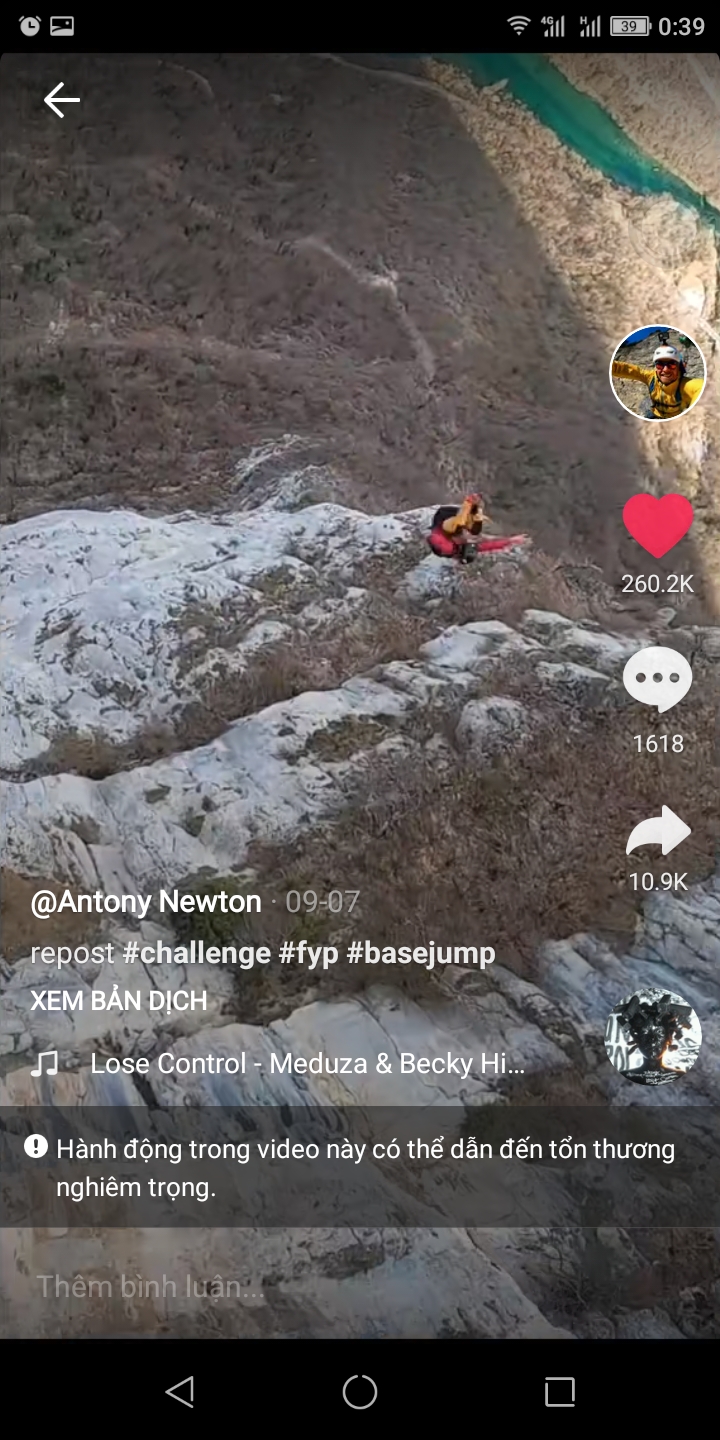 4G H 39 0:39
260.2K
1618
10.9K
@Antony Newton · 09-07
repost #challenge #fyp #basejump
XEM BẢN DỊCH
Lose Control - Meduza & Becky Hi...
Hành động trong video này có thể dẫn đến tổn thương
nghiêm trọng.
Thêm bình luận...